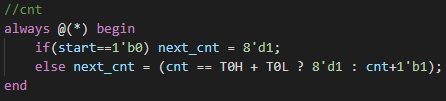 //cnt
always @(*) begin
    if(start==1'b0) next_cnt = 8'd1;
    else next_cnt = (cnt == T0H + T0L ? 8'd1 : cnt+1'b1);
end